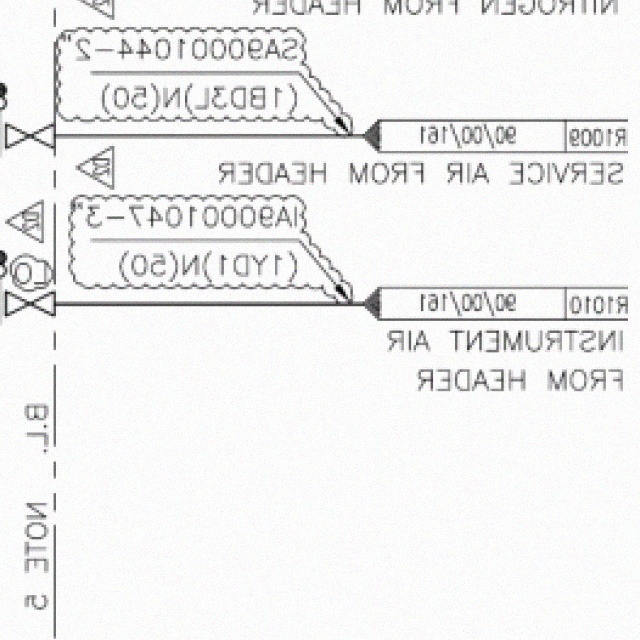 NITROGEN FROM HEADER
SA90001044-2"
(1BD3L)N(50)
R1009 90/00/161
SERVICE AIR FROM HEADER
IA90001047-3"
(1YD1)N(50)
LO
R1010 90/00/161
INSTRUMENT AIR
FROM HEADER
B.L.
NOTE 5